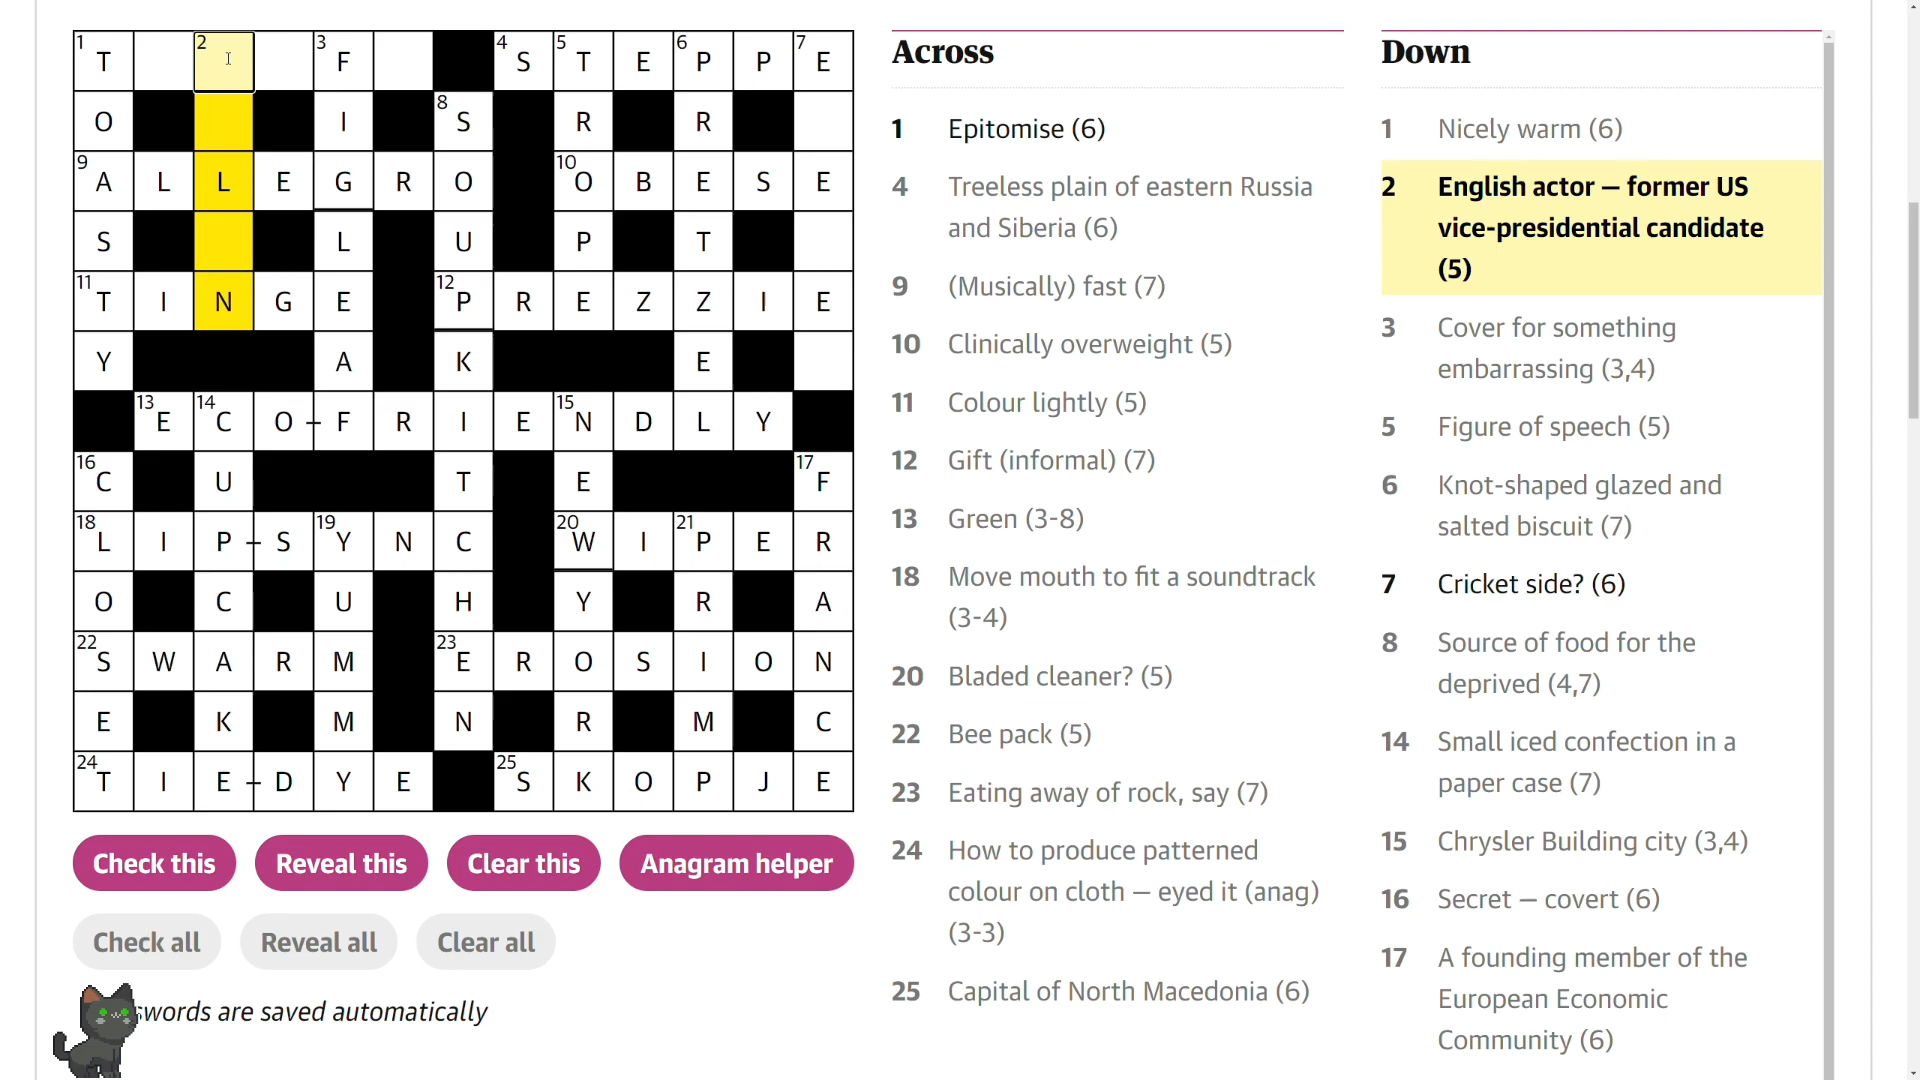 1 T 2 3 F 4 S 5 T E 6 P P 7 E
O I 8 S R R
9 A L L E G R O 10 O B E S E
S L U P T
11 T I N G E 12 P R E Z Z I E
Y A K E
13 E 14 C O – F R I E 15 N D L Y
16 C U T E 17 F
18 L I P – S 19 Y N C 20 W I 21 P E R
O C U H Y R A
22 S W A R M 23 E R O S I O N
E K M N R M C
24 T I E – D Y E 25 S K O P J E
Check this Reveal this Clear this Anagram helper
Check all Reveal all Clear all
swords are saved automatically
Across
1 Epitomise (6)
4 Treeless plain of eastern Russia
and Siberia (6)
9 (Musically) fast (7)
10 Clinically overweight (5)
11 Colour lightly (5)
12 Gift (informal) (7)
13 Green (3-8)
18 Move mouth to fit a soundtrack
(3-4)
20 Bladed cleaner? (5)
22 Bee pack (5)
23 Eating away of rock, say (7)
24 How to produce patterned
colour on cloth — eyed it (anag)
(3-3)
25 Capital of North Macedonia (6)
Down
1 Nicely warm (6)
2 English actor — former US
vice-presidential candidate
(5)
3 Cover for something
embarrassing (3,4)
5 Figure of speech (5)
6 Knot-shaped glazed and
salted biscuit (7)
7 Cricket side? (6)
8 Source of food for the
deprived (4,7)
14 Small iced confection in a
paper case (7)
15 Chrysler Building city (3,4)
16 Secret — covert (6)
17 A founding member of the
European Economic
Community (6)